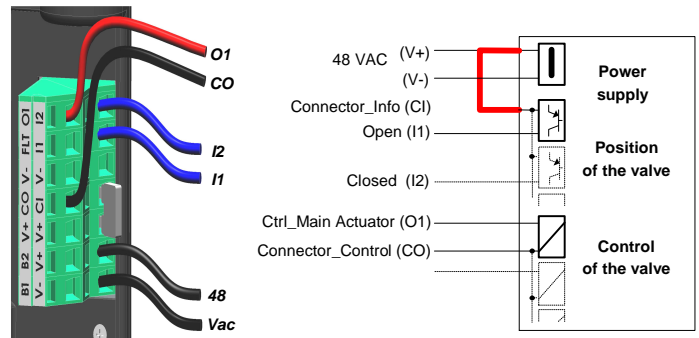 O1
CO
I2
I1
48
Vac
FLT O1
I1 I2
V- V-
CO CI
V+ V+
B2 V+
B1 V-
48 VAC (V+)
(V-)
Connector_Info (CI)
Open (I1)
Closed (I2)
Ctrl_Main Actuator (O1)
Connector_Control (CO)
Power
supply
Position
of the valve
Control
of the valve